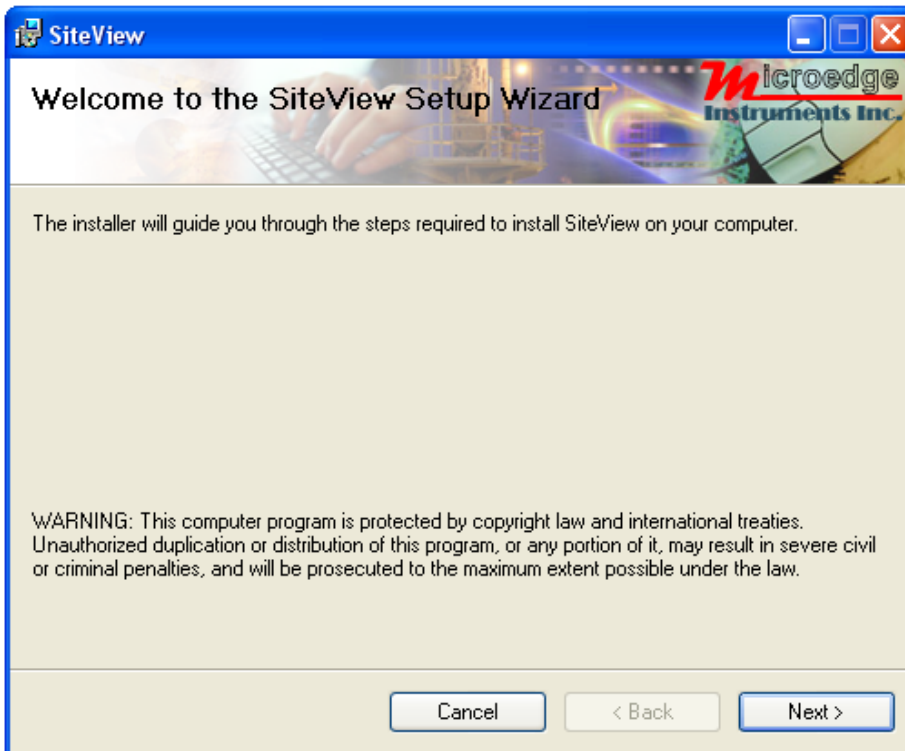 SiteView
Welcome to the SiteView Setup Wizard
Microedge
Instruments Inc.
The installer will guide you through the steps required to install SiteView on your computer.
WARNING: This computer program is protected by copyright law and international treaties.
Unauthorized duplication or distribution of this program, or any portion of it, may result in severe civil
or criminal penalties, and will be prosecuted to the maximum extent possible under the law.
Cancel
< Back
Next >